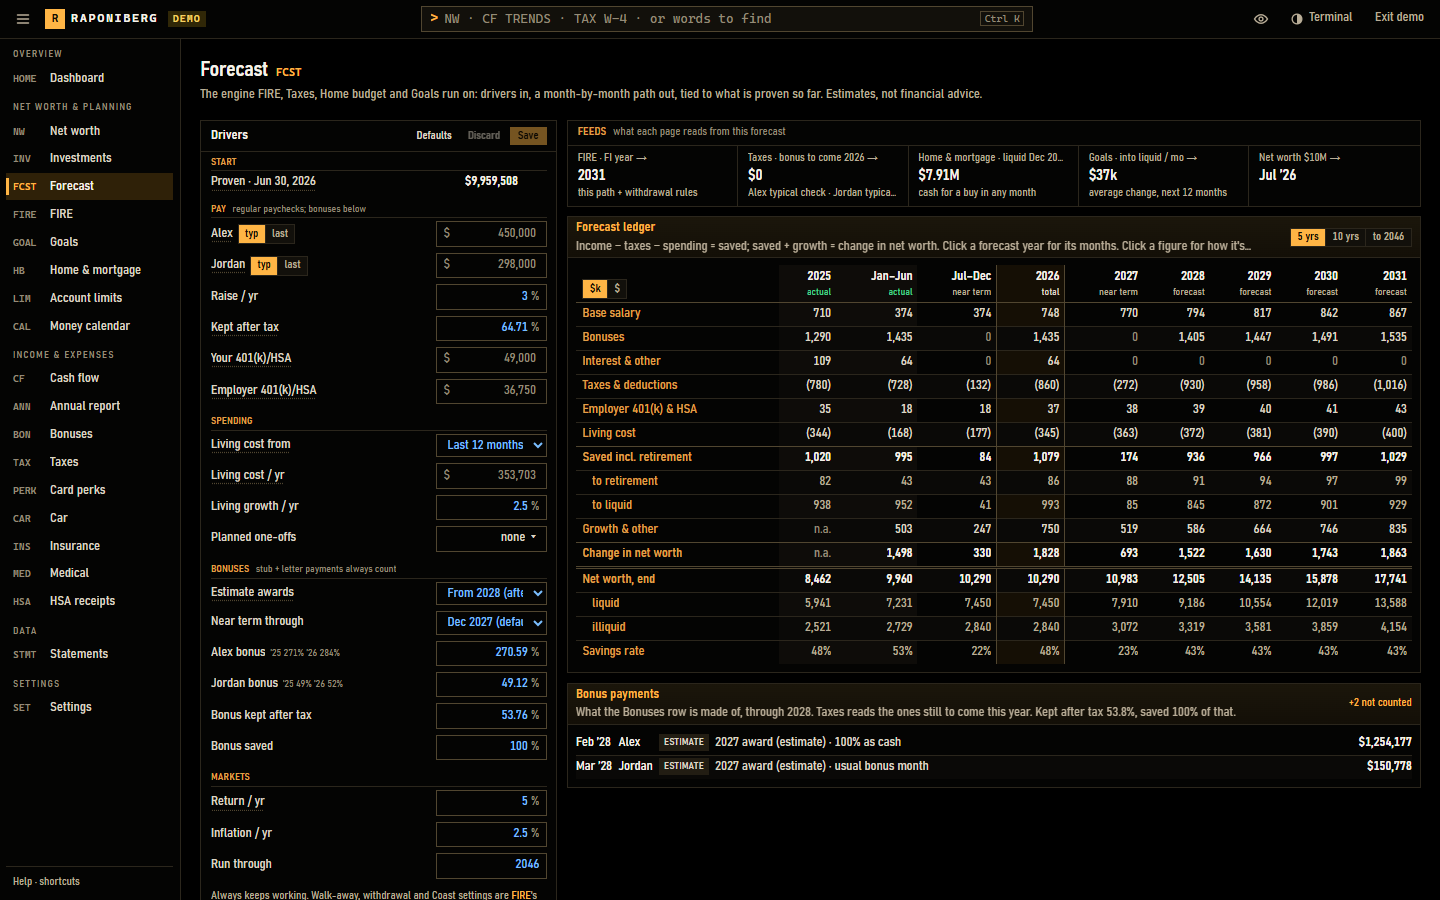 R RAPONIBERG DEMO
> NW · CF TRENDS · TAX W-4 · or words to find Ctrl K
Terminal Exit demo
OVERVIEW
HOME Dashboard
NET WORTH & PLANNING
NW Net worth
INV Investments
FCST Forecast
FIRE FIRE
GOAL Goals
HB Home & mortgage
LIM Account limits
CAL Money calendar
INCOME & EXPENSES
CF Cash flow
ANN Annual report
BON Bonuses
TAX Taxes
PERK Card perks
CAR Car
INS Insurance
MED Medical
HSA HSA receipts
DATA
STMT Statements
SETTINGS
SET Settings
Help · shortcuts
Forecast FCST
The engine FIRE, Taxes, Home budget and Goals run on: drivers in, a month-by-month path out, tied to what is proven so far. Estimates, not financial advice.
Drivers Defaults Discard Save
START
Proven · Jun 30, 2026 $9,959,508
PAY regular paychecks; bonuses below
Alex typ last $ 450,000
Jordan typ last $ 298,000
Raise / yr 3 %
Kept after tax 64.71 %
Your 401(k)/HSA $ 49,000
Employer 401(k)/HSA $ 36,750
SPENDING
Living cost from Last 12 months
Living cost / yr $ 353,703
Living growth / yr 2.5 %
Planned one-offs none
BONUSES stub + letter payments always count
Estimate awards From 2028 (afte
Near term through Dec 2027 (defau
Alex bonus '25 271% '26 284% 270.59 %
Jordan bonus '25 49% '26 52% 49.12 %
Bonus kept after tax 53.76 %
Bonus saved 100 %
MARKETS
Return / yr 5 %
Inflation / yr 2.5 %
Run through 2046
Always keeps working. Walk-away, withdrawal and Coast settings are FIRE's
FEEDS what each page reads from this forecast
FIRE · FI year →
2031
this path + withdrawal rules
Taxes · bonus to come 2026 →
$0
Alex typical check · Jordan typica...
Home & mortgage · liquid Dec 20...
$7.91M
cash for a buy in any month
Goals · into liquid / mo →
$37k
average change, next 12 months
Net worth $10M →
Jul '26
Forecast ledger
Income − taxes − spending = saved; saved + growth = change in net worth. Click a forecast year for its months. Click a figure for how it's...
5 yrs 10 yrs to 2046
$k $
2025 Jan–Jun Jul–Dec 2026 2027 2028 2029 2030 2031
actual actual near term total near term forecast forecast forecast forecast
Base salary 710 374 374 748 770 794 817 842 867
Bonuses 1,290 1,435 0 1,435 0 1,405 1,447 1,491 1,535
Interest & other 109 64 0 64 0 0 0 0 0
Taxes & deductions (780) (728) (132) (860) (272) (930) (958) (986) (1,016)
Employer 401(k) & HSA 35 18 18 37 38 39 40 41 43
Living cost (344) (168) (177) (345) (363) (372) (381) (390) (400)
Saved incl. retirement 1,020 995 84 1,079 174 936 966 997 1,029
to retirement 82 43 43 86 88 91 94 97 99
to liquid 938 952 41 993 85 845 872 901 929
Growth & other n.a. 503 247 750 519 586 664 746 835
Change in net worth n.a. 1,498 330 1,828 693 1,522 1,630 1,743 1,863
Net worth, end 8,462 9,960 10,290 10,290 10,983 12,505 14,135 15,878 17,741
liquid 5,941 7,231 7,450 7,450 7,910 9,186 10,554 12,019 13,588
illiquid 2,521 2,729 2,840 2,840 3,072 3,319 3,581 3,859 4,154
Savings rate 48% 53% 22% 48% 23% 43% 43% 43% 43%
Bonus payments
What the Bonuses row is made of, through 2028. Taxes reads the ones still to come this year. Kept after tax 53.8%, saved 100% of that.
+2 not counted
Feb '28 Alex ESTIMATE 2027 award (estimate) · 100% as cash $1,254,177
Mar '28 Jordan ESTIMATE 2027 award (estimate) · usual bonus month $150,778